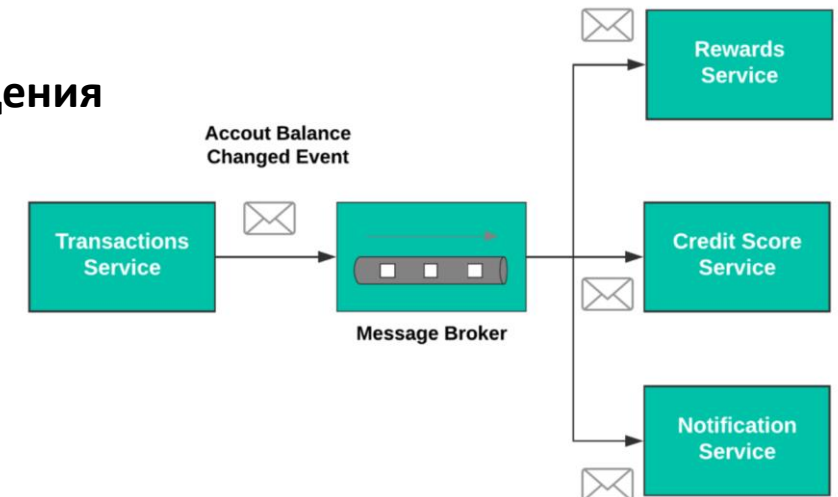 дения
Accout Balance
Changed Event
Transactions
Service
Message Broker
Rewards
Service
Credit Score
Service
Notification
Service